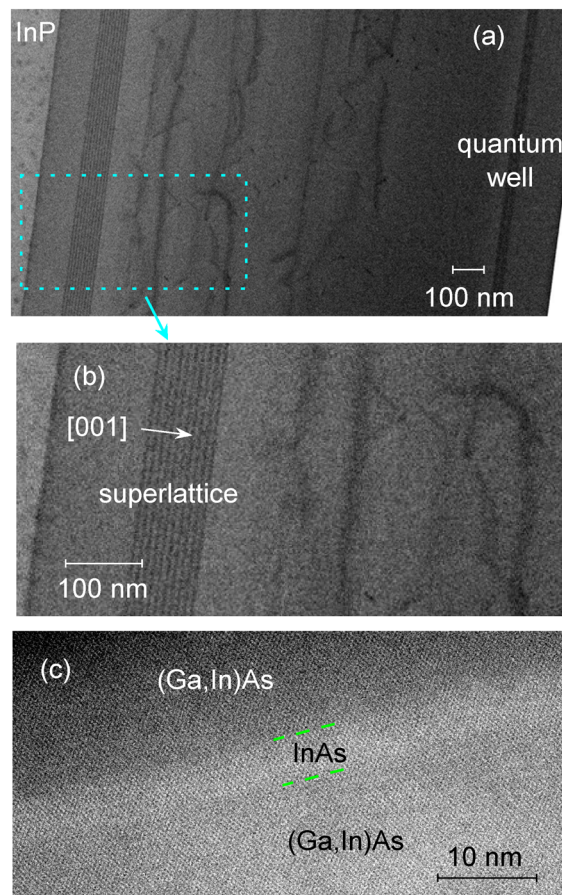 InP
(a)
quantum
well
100 nm
(b)
[001]
superlattice
100 nm
(c)
(Ga,In)As
InAs
(Ga,In)As
10 nm